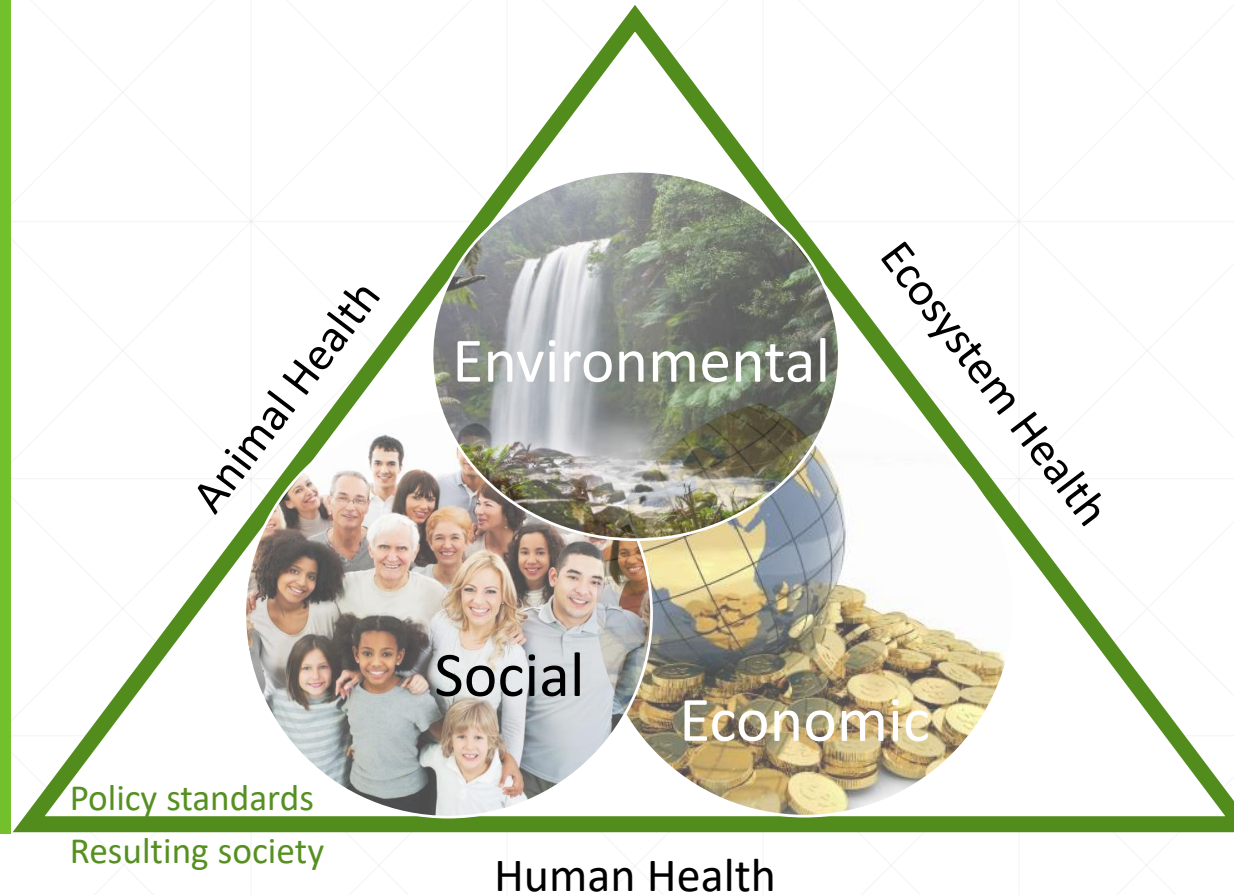 Animal Health
Ecosystem Health
Environmental
Social
Economic
Policy standards
Resulting society
Human Health